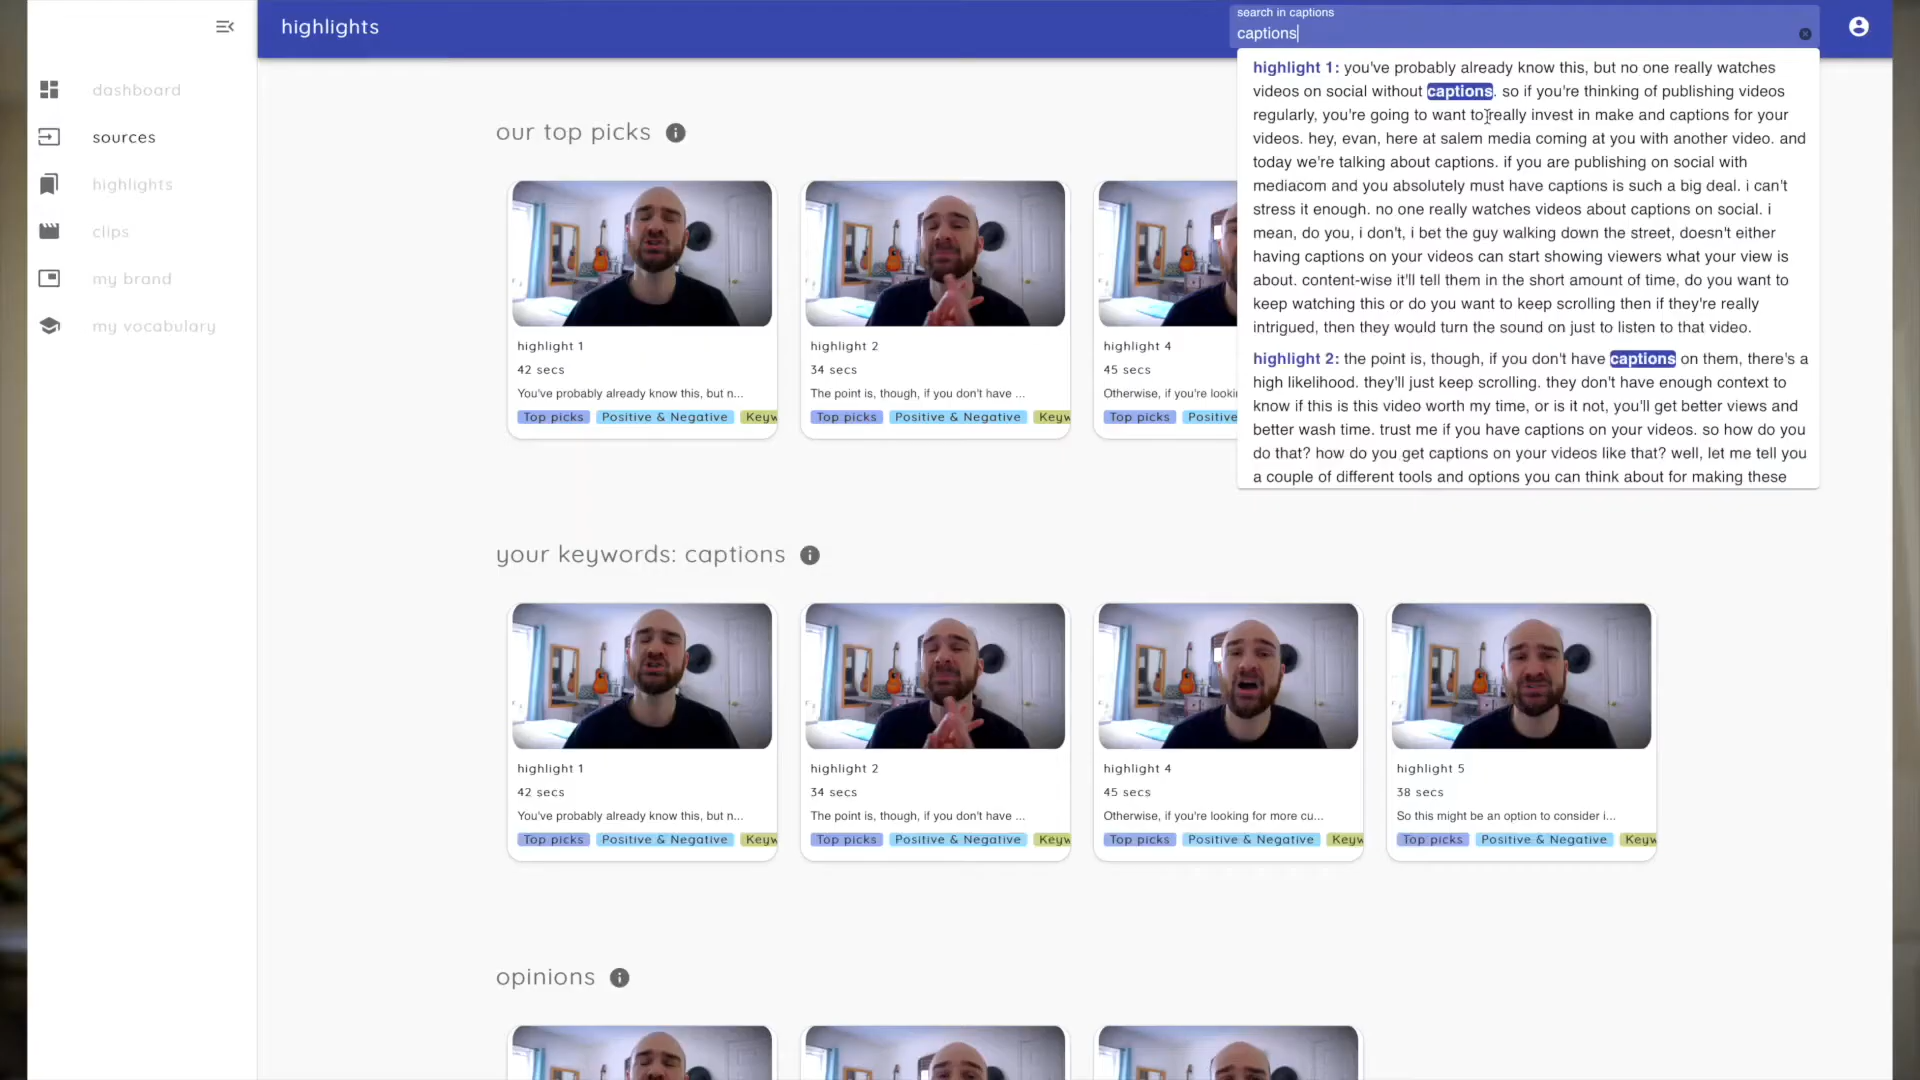 highlights
search in captions
captions
dashboard
sources
highlights
clips
my brand
my vocabulary
highlight 1: you've probably already know this, but no one really watches
videos on social without captions. so if you're thinking of publishing videos
regularly, you're going to want to really invest in make and captions for your
videos. hey, evan, here at salem media coming at you with another video. and
today we're talking about captions. if you are publishing on social with
mediacom and you absolutely must have captions is such a big deal. i can't
stress it enough. no one really watches videos about captions on social. i
mean, do you, i don't, i bet the guy walking down the street, doesn't either
having captions on your videos can start showing viewers what your view is
about. content-wise it'll tell them in the short amount of time, do you want to
keep watching this or do you want to keep scrolling then if they're really
intrigued, then they would turn the sound on just to listen to that video.
highlight 2: the point is, though, if you don't have captions on them, there's a
high likelihood. they'll just keep scrolling. they don't have enough context to
know if this is this video worth my time, or is it not, you'll get better views and
better wash time. trust me if you have captions on your videos. so how do you
do that? how do you get captions on your videos like that? well, let me tell you
a couple of different tools and options you can think about for making these
our top picks
highlight 1
42 secs
You've probably already know this, but n...
Top picks Positive & Negative Keyw
highlight 2
34 secs
The point is, though, if you don't have ...
Top picks Positive & Negative Keyw
highlight 4
45 secs
Otherwise, if you're looki
Top picks Positive
your keywords: captions
highlight 1
42 secs
You've probably already know this, but n...
Top picks Positive & Negative Keyw
highlight 2
34 secs
The point is, though, if you don't have ...
Top picks Positive & Negative Keyw
highlight 4
45 secs
Otherwise, if you're looking for more cu...
Top picks Positive & Negative Keyw
highlight 5
38 secs
So this might be an option to consider i...
Top picks Positive & Negative Keyw
opinions